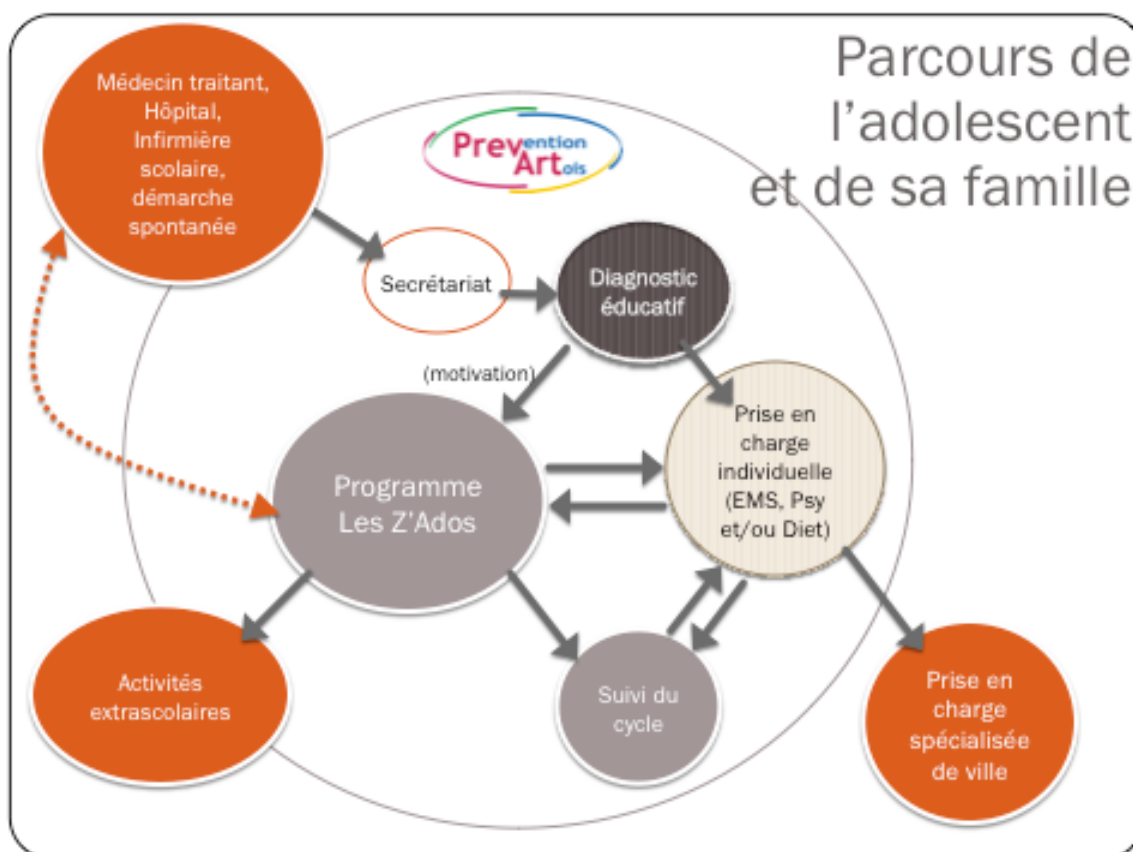 Parcours de
l'adolescent
et de sa famille
Médecin traitant,
Hôpital,
Infirmière
scolaire,
démarche
spontanée
Prevention
Artois
Secrétariat
Diagnostic
éducatif
(motivation)
Programme
Les Z'Ados
Prise en
charge
individuelle
(EMS, Psy
et/ou Diet)
Activités
extrascolaires
Suivi du
cycle
Prise en
charge
spécialisée
de ville